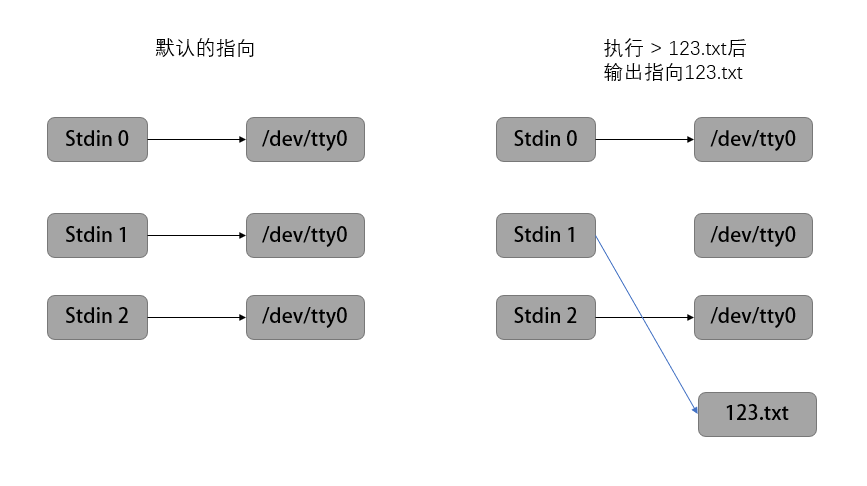 默认的指向
执行 > 123.txt后
输出指向123.txt
Stdin 0
/dev/tty0
Stdin 0
/dev/tty0
Stdin 1
/dev/tty0
Stdin 1
/dev/tty0
Stdin 2
/dev/tty0
Stdin 2
/dev/tty0
123.txt